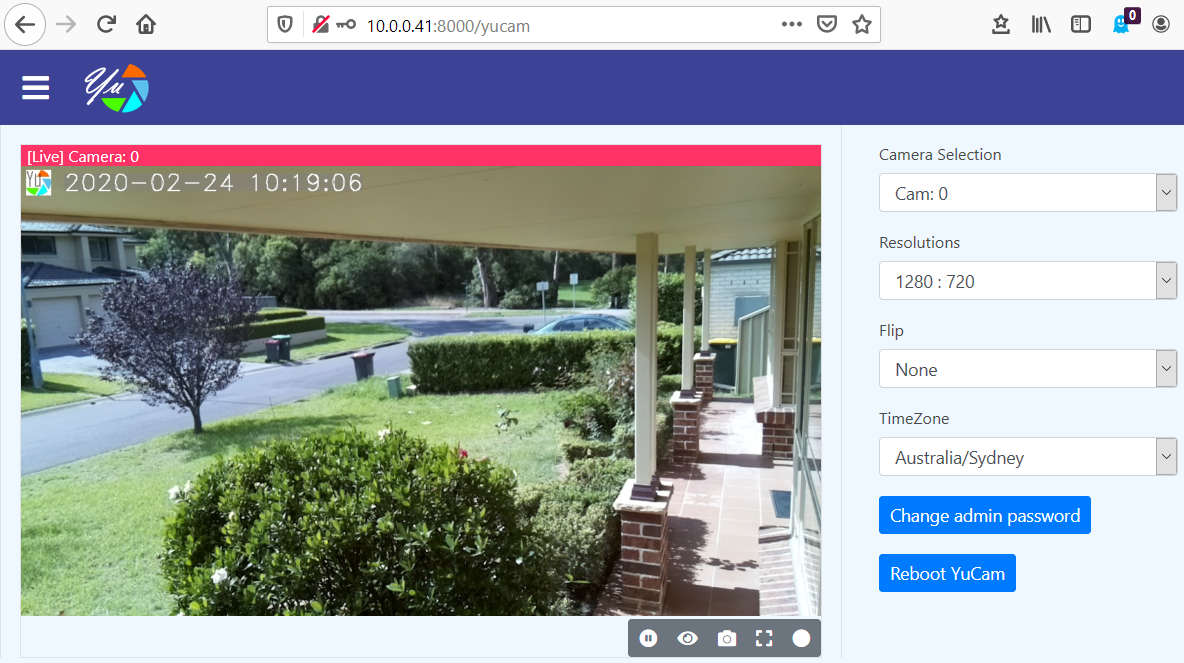 10.0.0.41:8000/yucam
0
Yu
[Live] Camera: 0
Yu 2020-02-24 10:19:06
Camera Selection
Cam: 0
Resolutions
1280 : 720
Flip
None
TimeZone
Australia/Sydney
Change admin password
Reboot YuCam